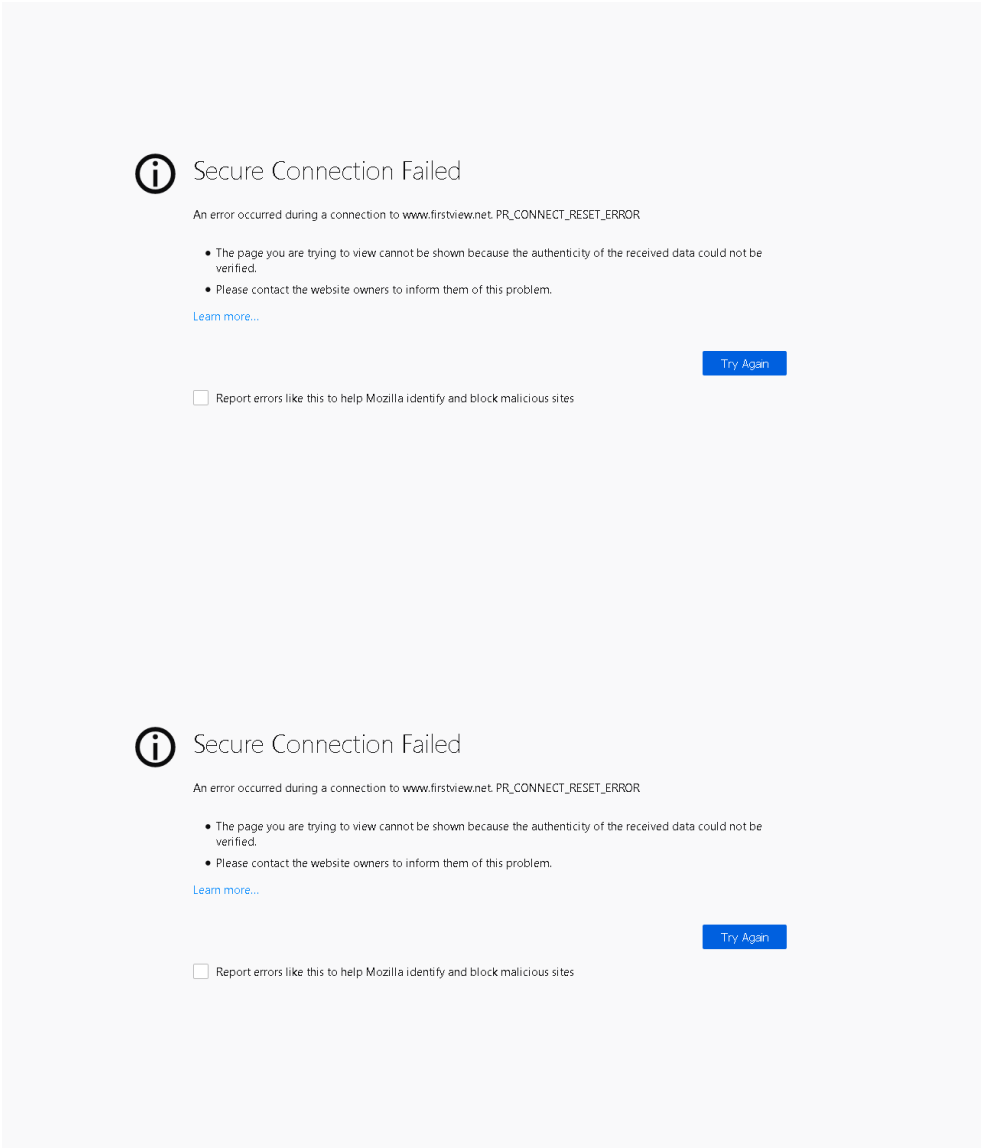 Secure Connection Failed
An error occurred during a connection to www.firstview.net. PR_CONNECT_RESET_ERROR
The page you are trying to view cannot be shown because the authenticity of the received data could not be
verified.
Please contact the website owners to inform them of this problem.
Learn more...
Try Again
Report errors like this to help Mozilla identify and block malicious sites
Secure Connection Failed
An error occurred during a connection to www.firstview.net. PR_CONNECT_RESET_ERROR
The page you are trying to view cannot be shown because the authenticity of the received data could not be
verified.
Please contact the website owners to inform them of this problem.
Learn more...
Try Again
Report errors like this to help Mozilla identify and block malicious sites